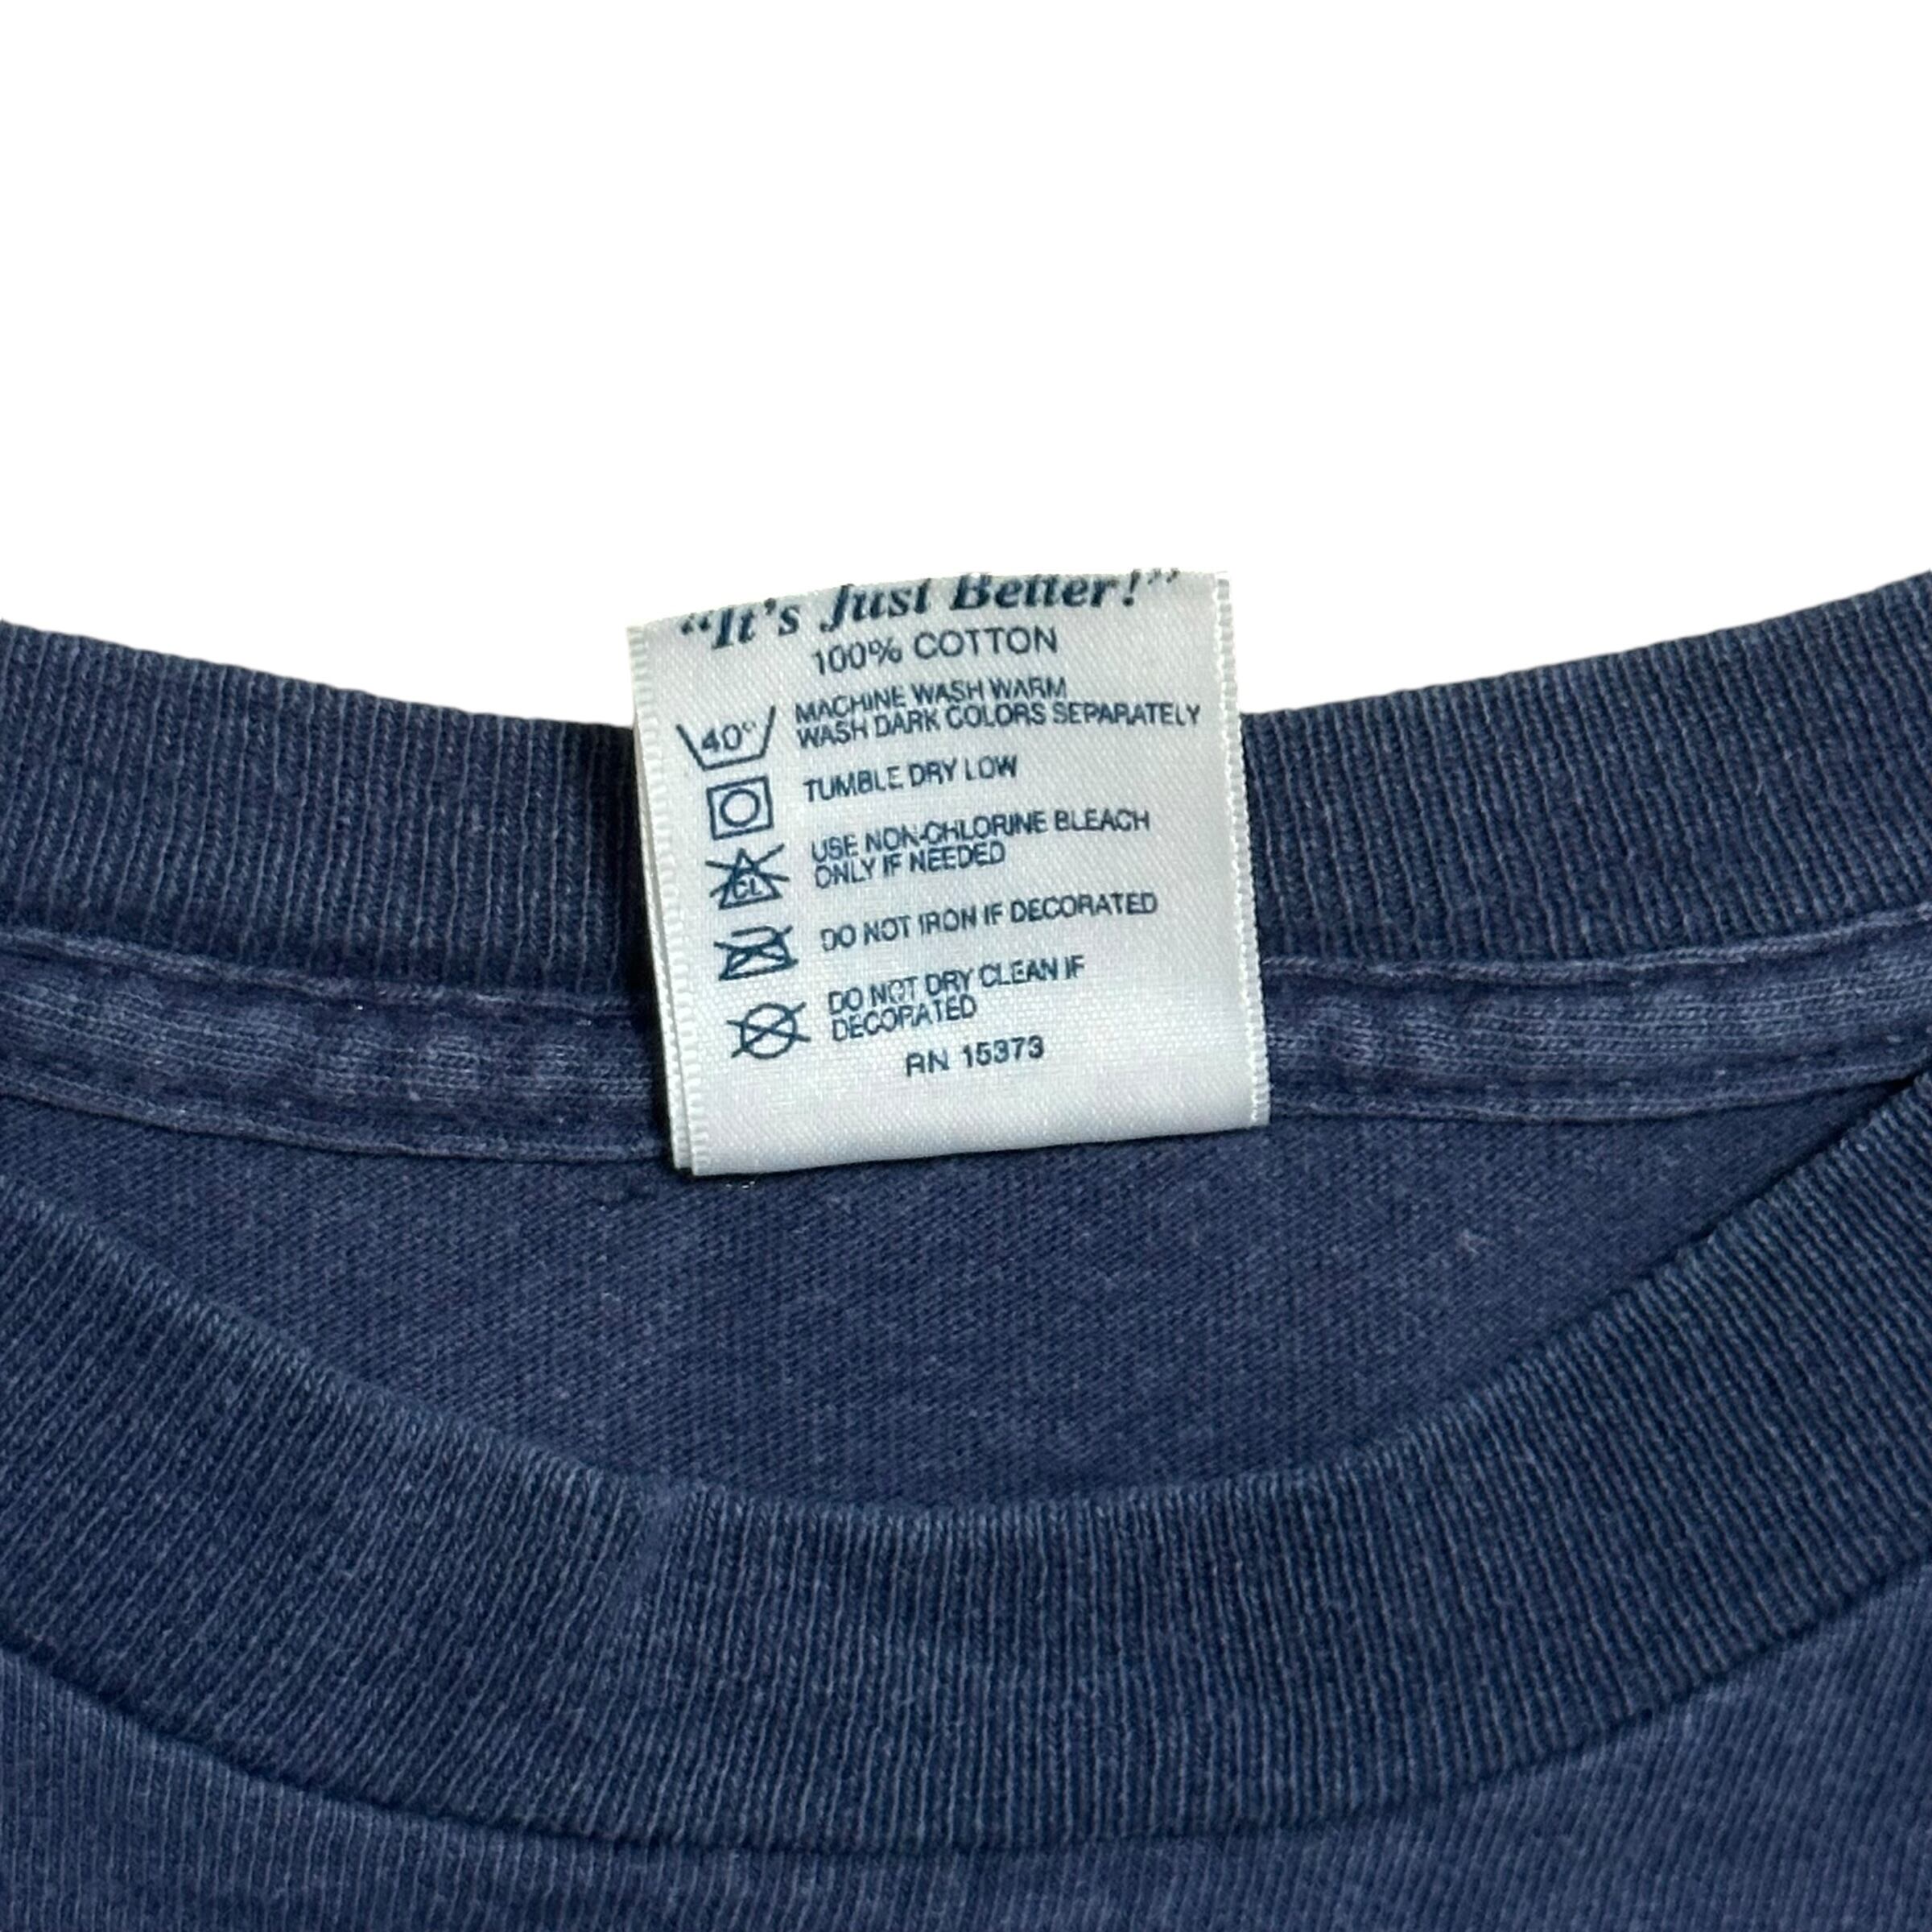 "It's Just Better!"
100% COTTON
40° MACHINE WASH WARM
WASH DARK COLORS SEPARATELY
TUMBLE DRY LOW
USE NON-CHLORINE BLEACH
CL ONLY IF NEEDED
DO NOT IRON IF DECORATED
DO NOT DRY CLEAN IF
DECORATED
RN 15373